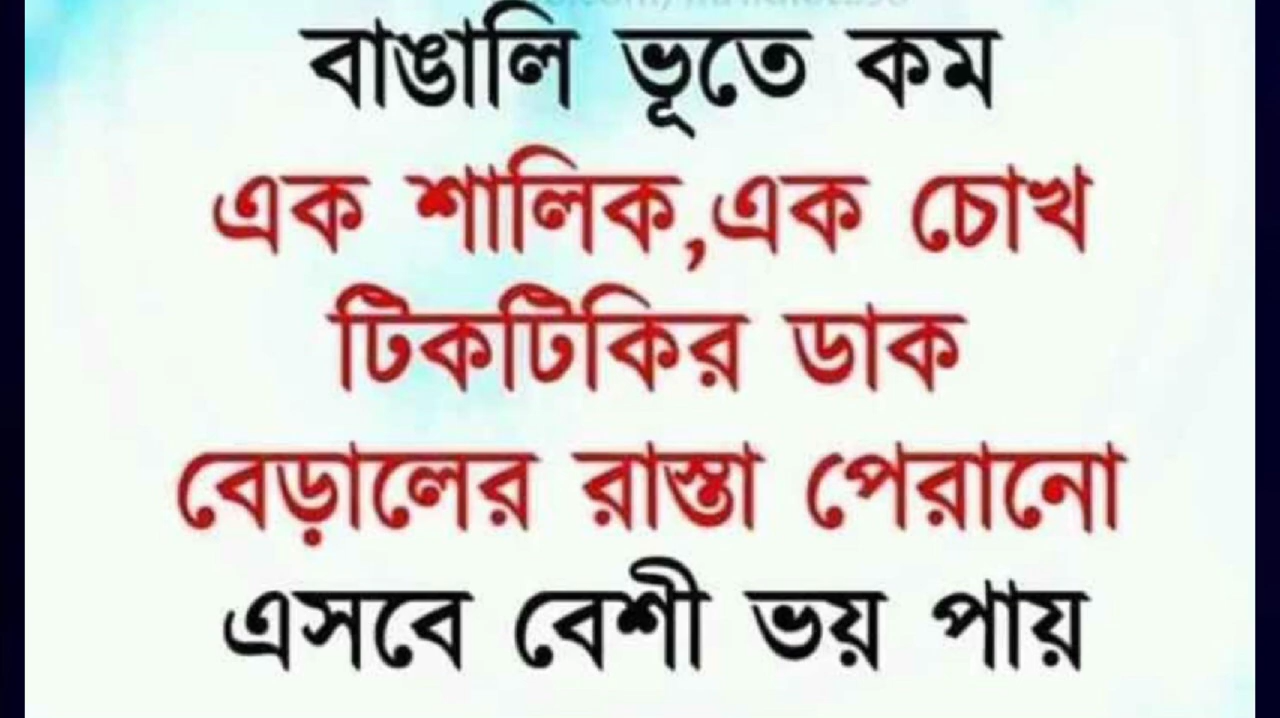 বাঙালি ভূতে কম
এক শালিক,এক চোখ
টিকটিকির ডাক
বেড়ালের রাস্তা পেরানো
এসবে বেশী ভয় পায়